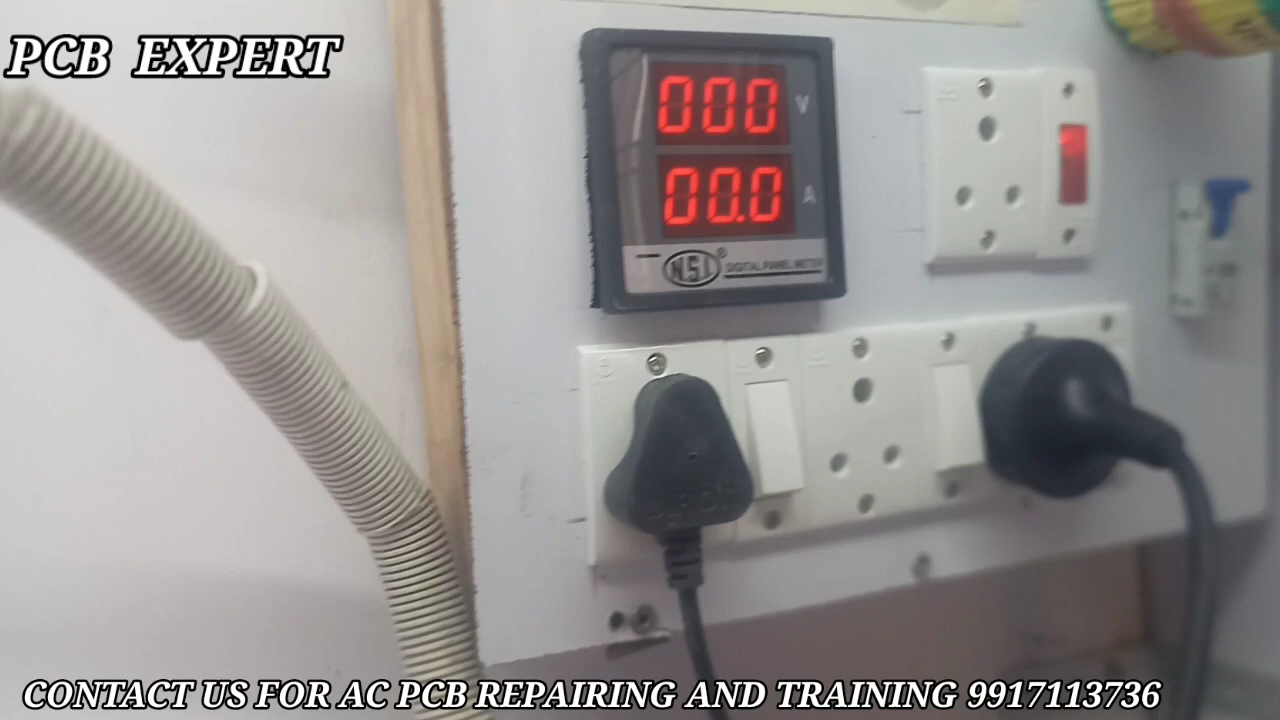 PCB EXPERT
000 V
00.0 A
N.S.I. ®
DIGITAL PANEL METER
CONTACT US FOR AC PCB REPAIRING AND TRAINING 9917113736